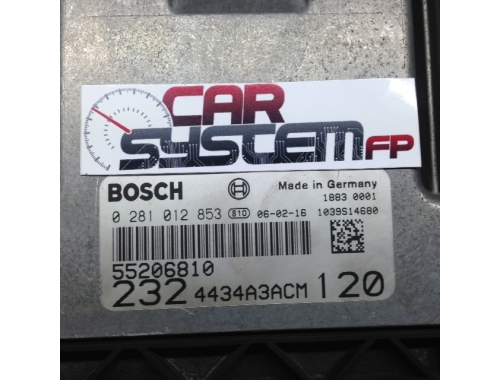 CAR
SYSTEM FP
BOSCH
Made in Germany
1883 0001
0 281 012 853 810 06-02-16 1039S14680
55206810
232 4434A3ACM 120